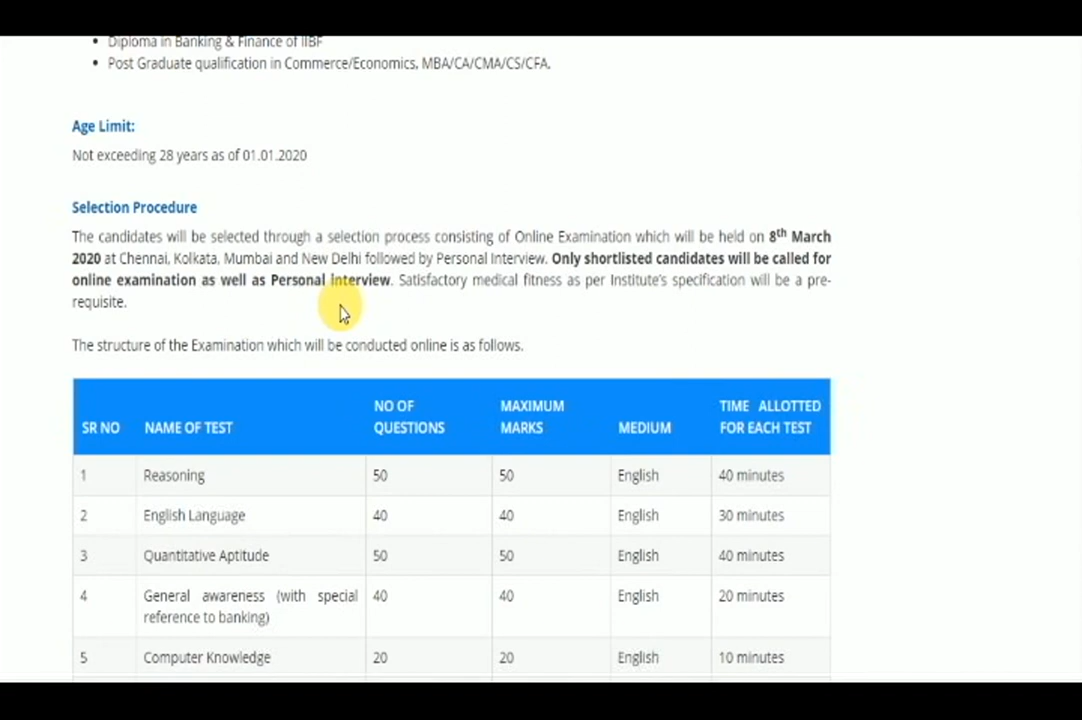 Diploma in Banking & Finance of IIBF
Post Graduate qualification in Commerce/Economics, MBA/CA/CMA/CS/CFA.
Age Limit:
Not exceeding 28 years as of 01.01.2020
Selection Procedure
The candidates will be selected through a selection process consisting of Online Examination which will be held on 8th March
2020 at Chennai, Kolkata, Mumbai and New Delhi followed by Personal Interview. Only shortlisted candidates will be called for
online examination as well as Personal interview. Satisfactory medical fitness as per Institute's specification will be a pre-
requisite.
The structure of the Examination which will be conducted online is as follows.
SR NO NAME OF TEST NO OF QUESTIONS MAXIMUM MARKS MEDIUM TIME ALLOTTED FOR EACH TEST
1 Reasoning 50 50 English 40 minutes
2 English Language 40 40 English 30 minutes
3 Quantitative Aptitude 50 50 English 40 minutes
4 General awareness (with special reference to banking) 40 40 English 20 minutes
5 Computer Knowledge 20 20 English 10 minutes